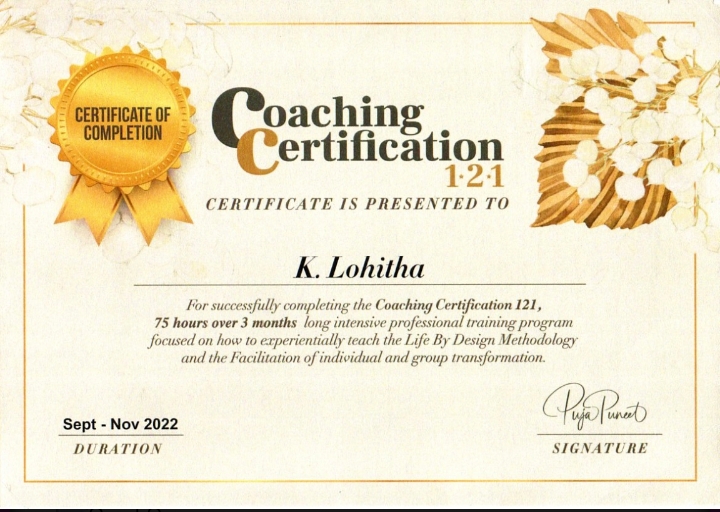 CERTIFICATE OF
COMPLETION
Coaching
Certification
1·2·1
CERTIFICATE IS PRESENTED TO
K. Lohitha
For successfully completing the Coaching Certification 121,
75 hours over 3 months long intensive professional training program
focused on how to experientially teach the Life By Design Methodology
and the Facilitation of individual and group transformation.
Sept - Nov 2022
DURATION
Puja Puneet
SIGNATURE